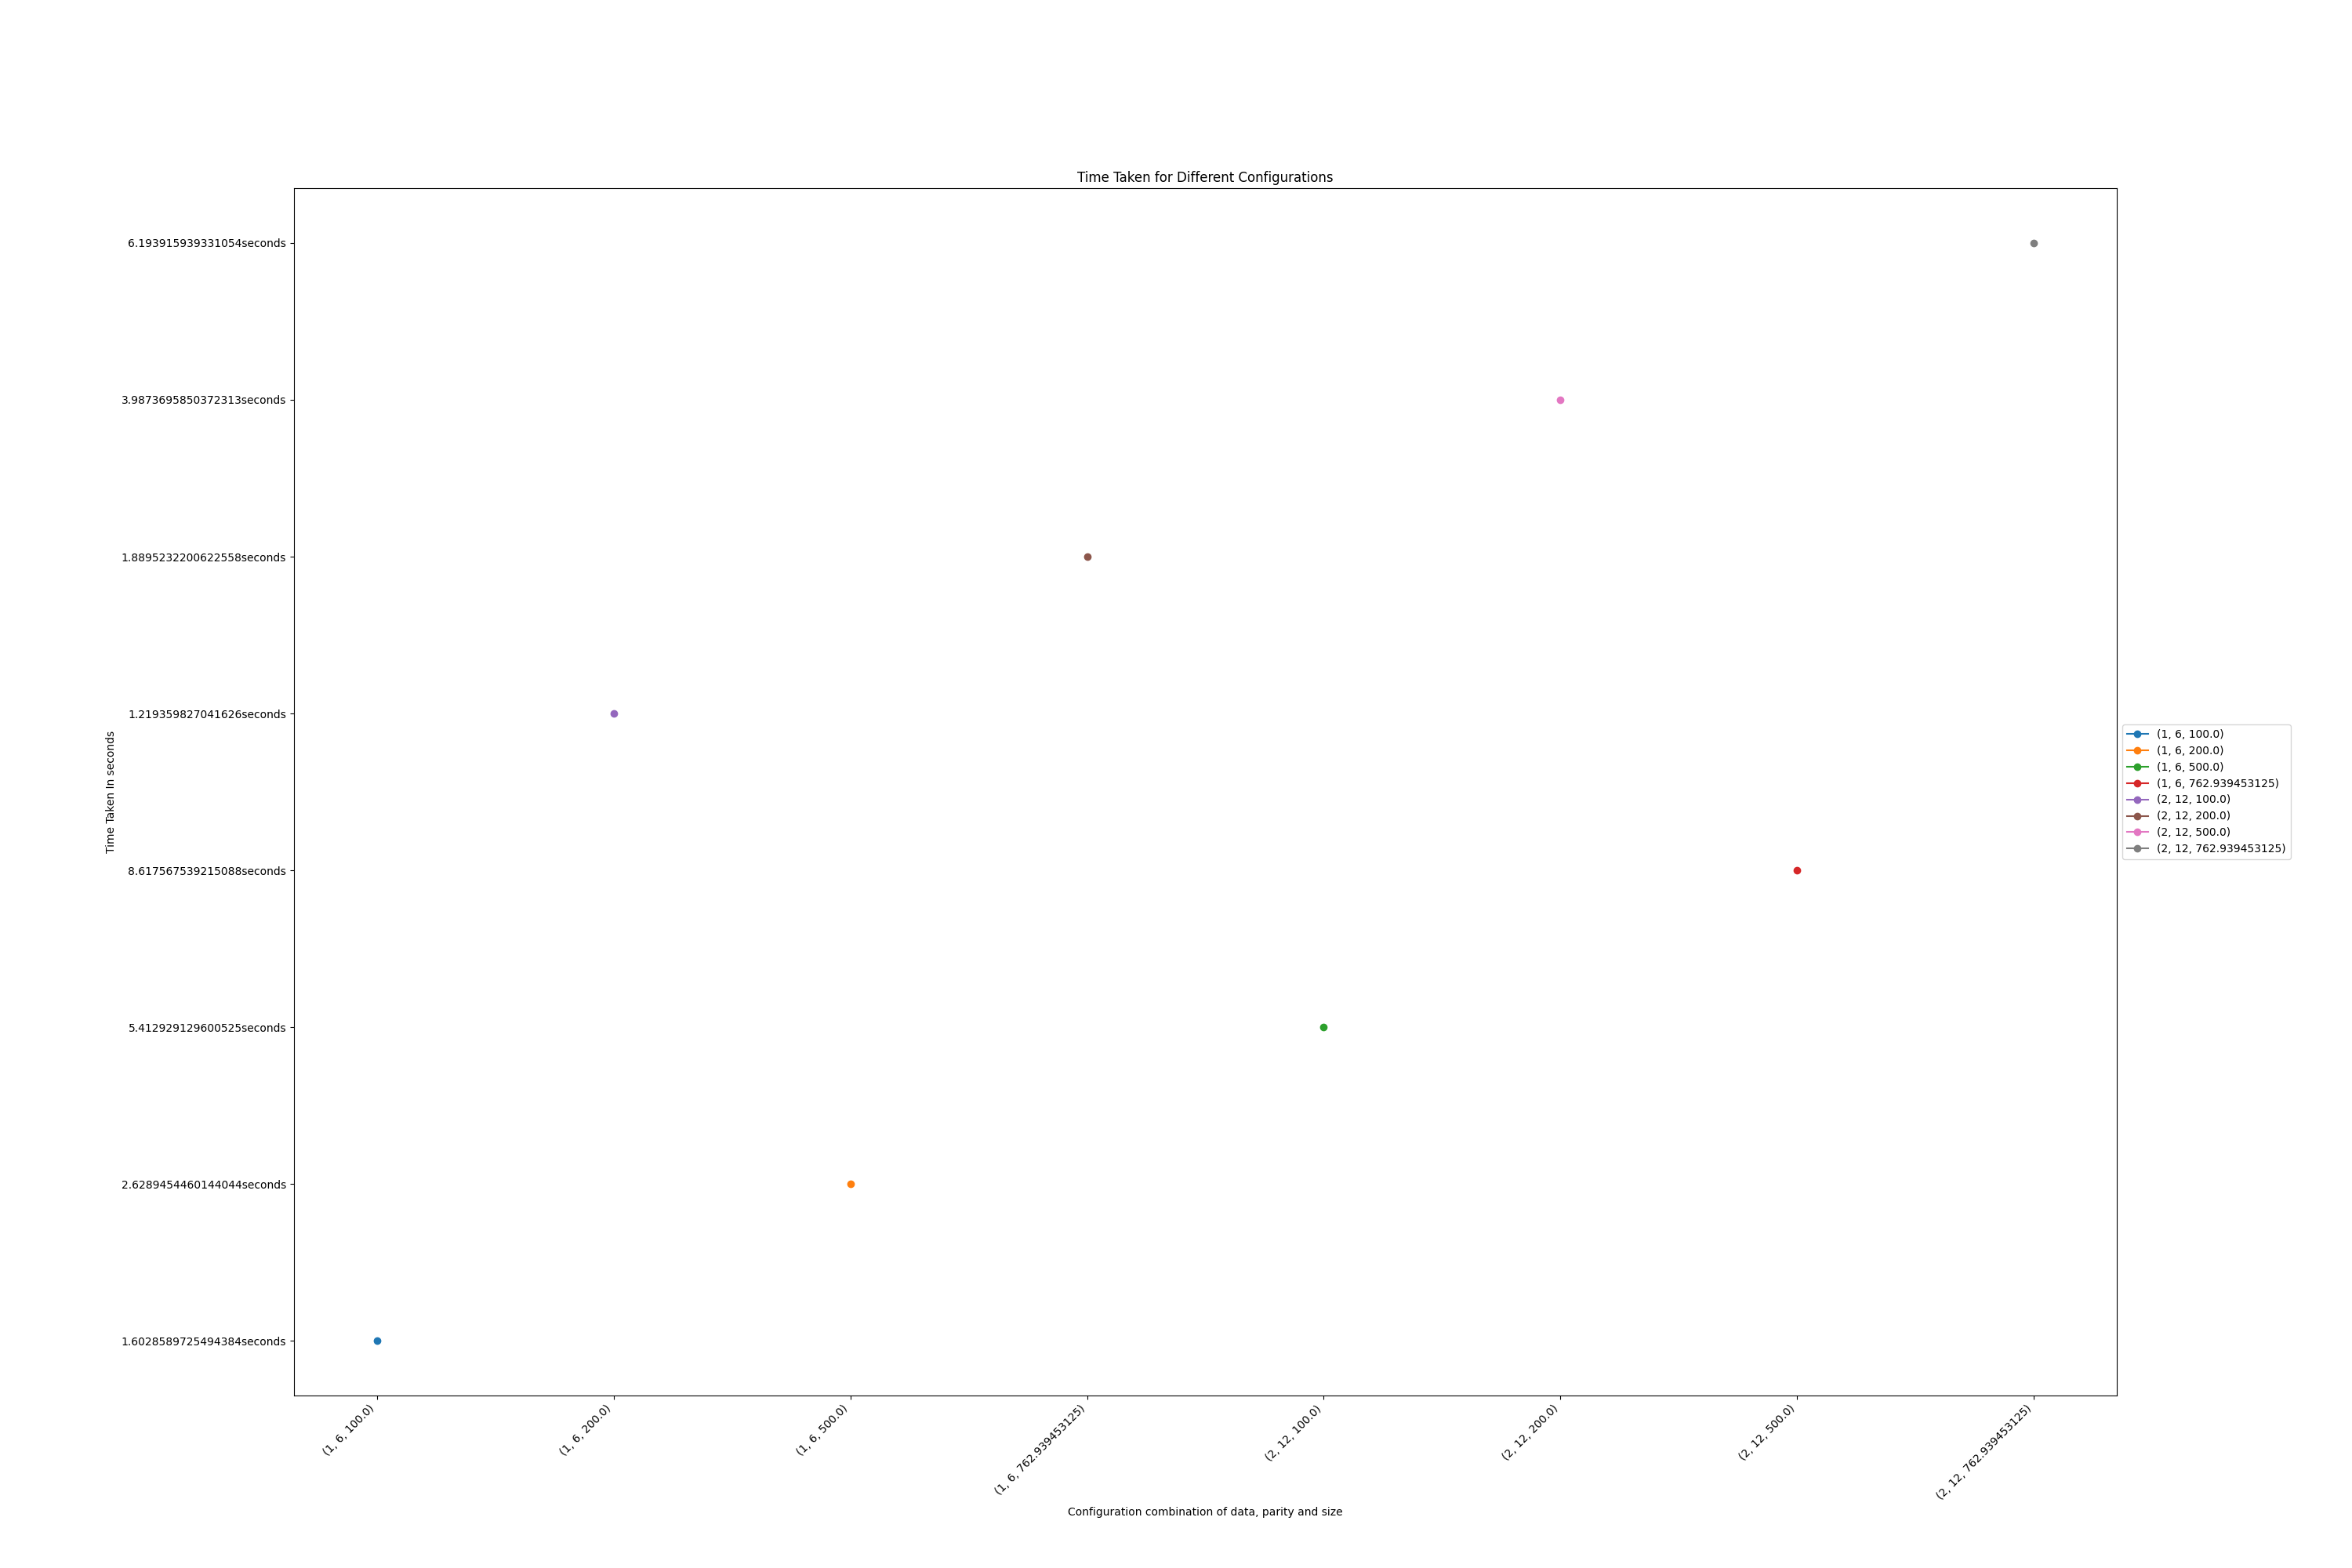 Time Taken for Different Configurations
6.193915939331054seconds
3.9873695850372313seconds
1.8895232200622558seconds
1.219359827041626seconds
8.617567539215088seconds
5.412929129600525seconds
2.6289454460144044seconds
1.6028589725494384seconds
Time Taken In seconds
(1, 6, 100.0)
(1, 6, 200.0)
(1, 6, 500.0)
(1, 6, 762.939453125)
(2, 12, 100.0)
(2, 12, 200.0)
(2, 12, 500.0)
(2, 12, 762.939453125)
Configuration combination of data, parity and size
(1, 6, 100.0)
(1, 6, 200.0)
(1, 6, 500.0)
(1, 6, 762.939453125)
(2, 12, 100.0)
(2, 12, 200.0)
(2, 12, 500.0)
(2, 12, 762.939453125)